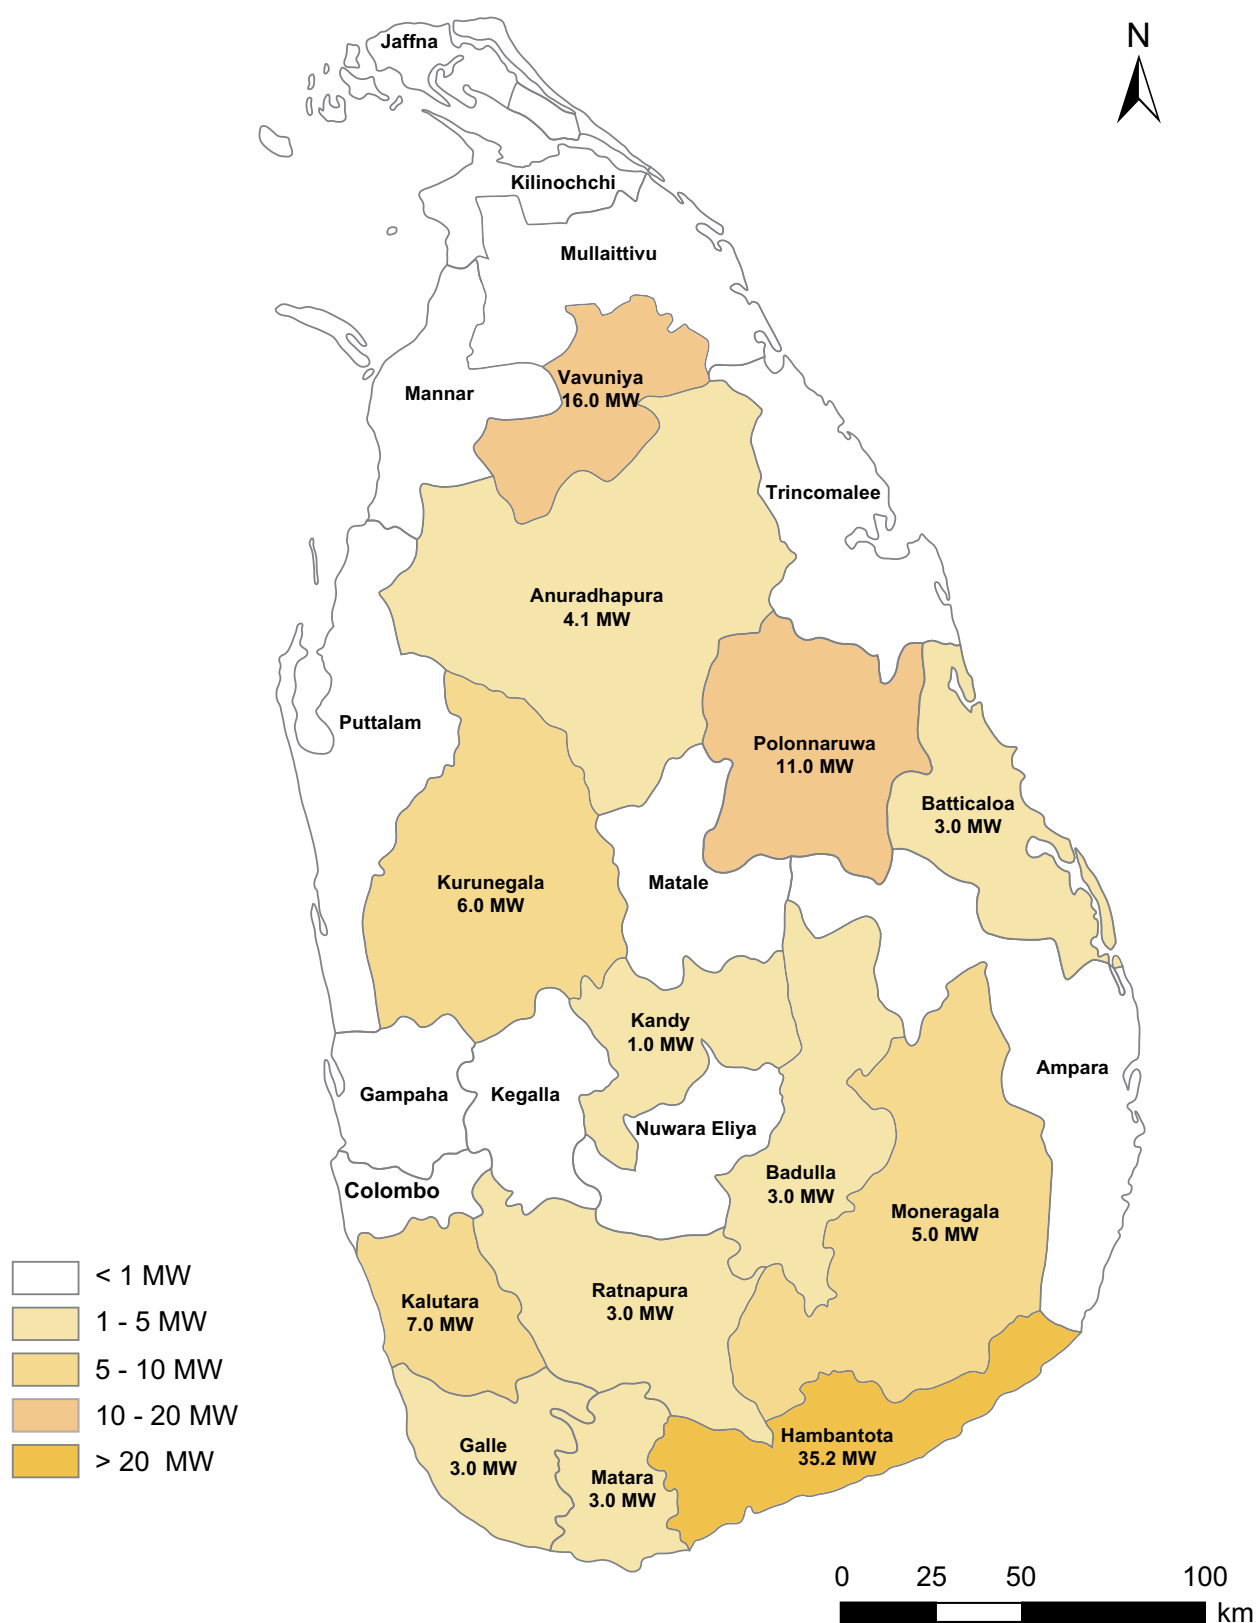 Jaffna
N
Kilinochchi
Mullaittivu
Vavuniya
16.0 MW
Mannar
Trincomalee
Anuradhapura
4.1 MW
Puttalam
Polonnaruwa
11.0 MW
Batticaloa
3.0 MW
Kurunegala
6.0 MW
Matale
Kandy
1.0 MW
Ampara
Gampaha
Kegalla
Nuwara Eliya
Badulla
3.0 MW
Colombo
Moneragala
5.0 MW
Ratnapura
3.0 MW
Kalutara
7.0 MW
Hambantota
35.2 MW
Galle
3.0 MW
Matara
3.0 MW
< 1 MW
1 - 5 MW
5 - 10 MW
10 - 20 MW
> 20 MW
0 25 50 100
km